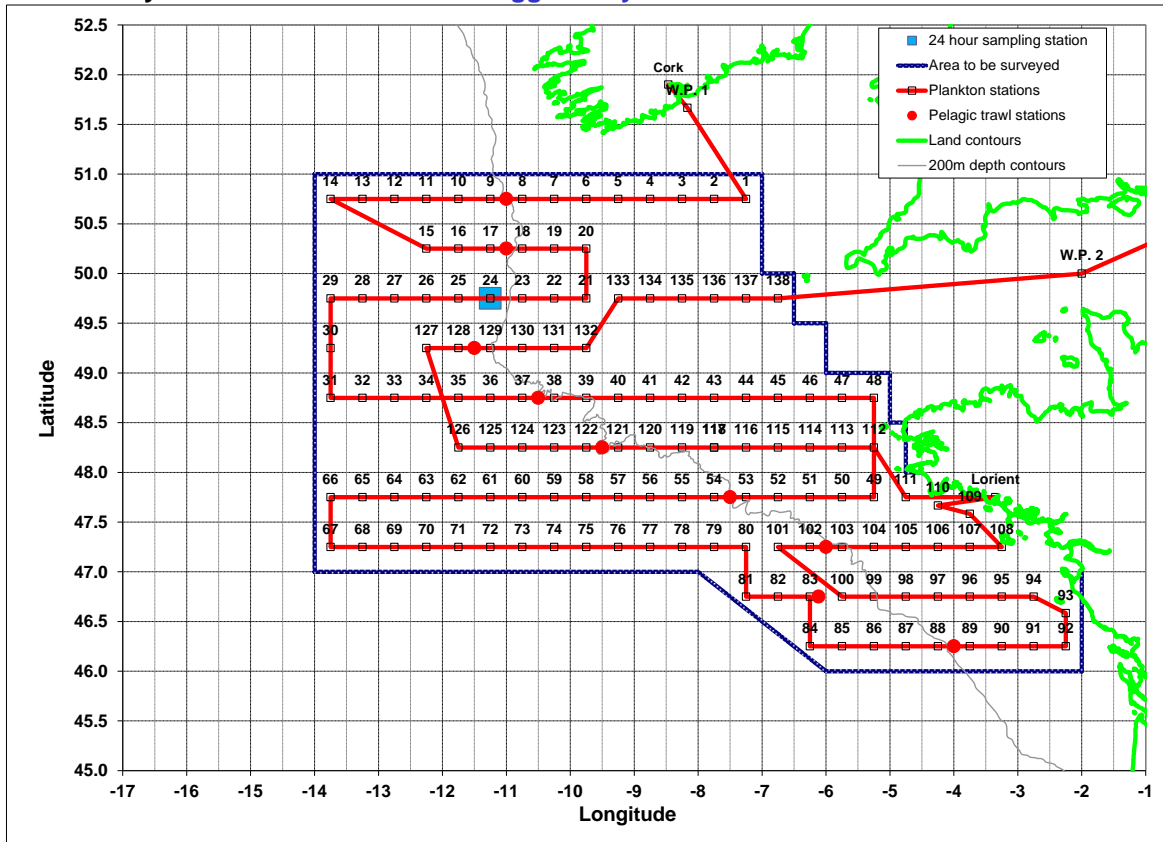 52.5
52.0
51.5
51.0
50.5
50.0
49.5
49.0
48.5
48.0
47.5
47.0
46.5
46.0
45.5
45.0
Latitude
24 hour sampling station
Area to be surveyed
Plankton stations
Pelagic trawl stations
Land contours
200m depth contours
Cork
W.P. 1
14 13 12 11 10 9 8 7 6 5 4 3 2 1
15 16 17 18 19 20
W.P. 2
29 28 27 26 25 24 23 22 21 133 134 135 136 137 138
30 127 128 129 130 131 132
31 32 33 34 35 36 37 38 39 40 41 42 43 44 45 46 47 48
126 125 124 123 122 121 120 119 116 115 114 113 112
66 65 64 63 62 61 60 59 58 57 56 55 54 53 52 51 50 49 111 110 Lorient
109
67 68 69 70 71 72 73 74 75 76 77 78 79 80 101 102 103 104 105 106 107 108
81 82 83 100 99 98 97 96 95 94
93
84 85 86 87 88 89 90 91 92
-17 -16 -15 -14 -13 -12 -11 -10 -9 -8 -7 -6 -5 -4 -3 -2 -1
Longitude